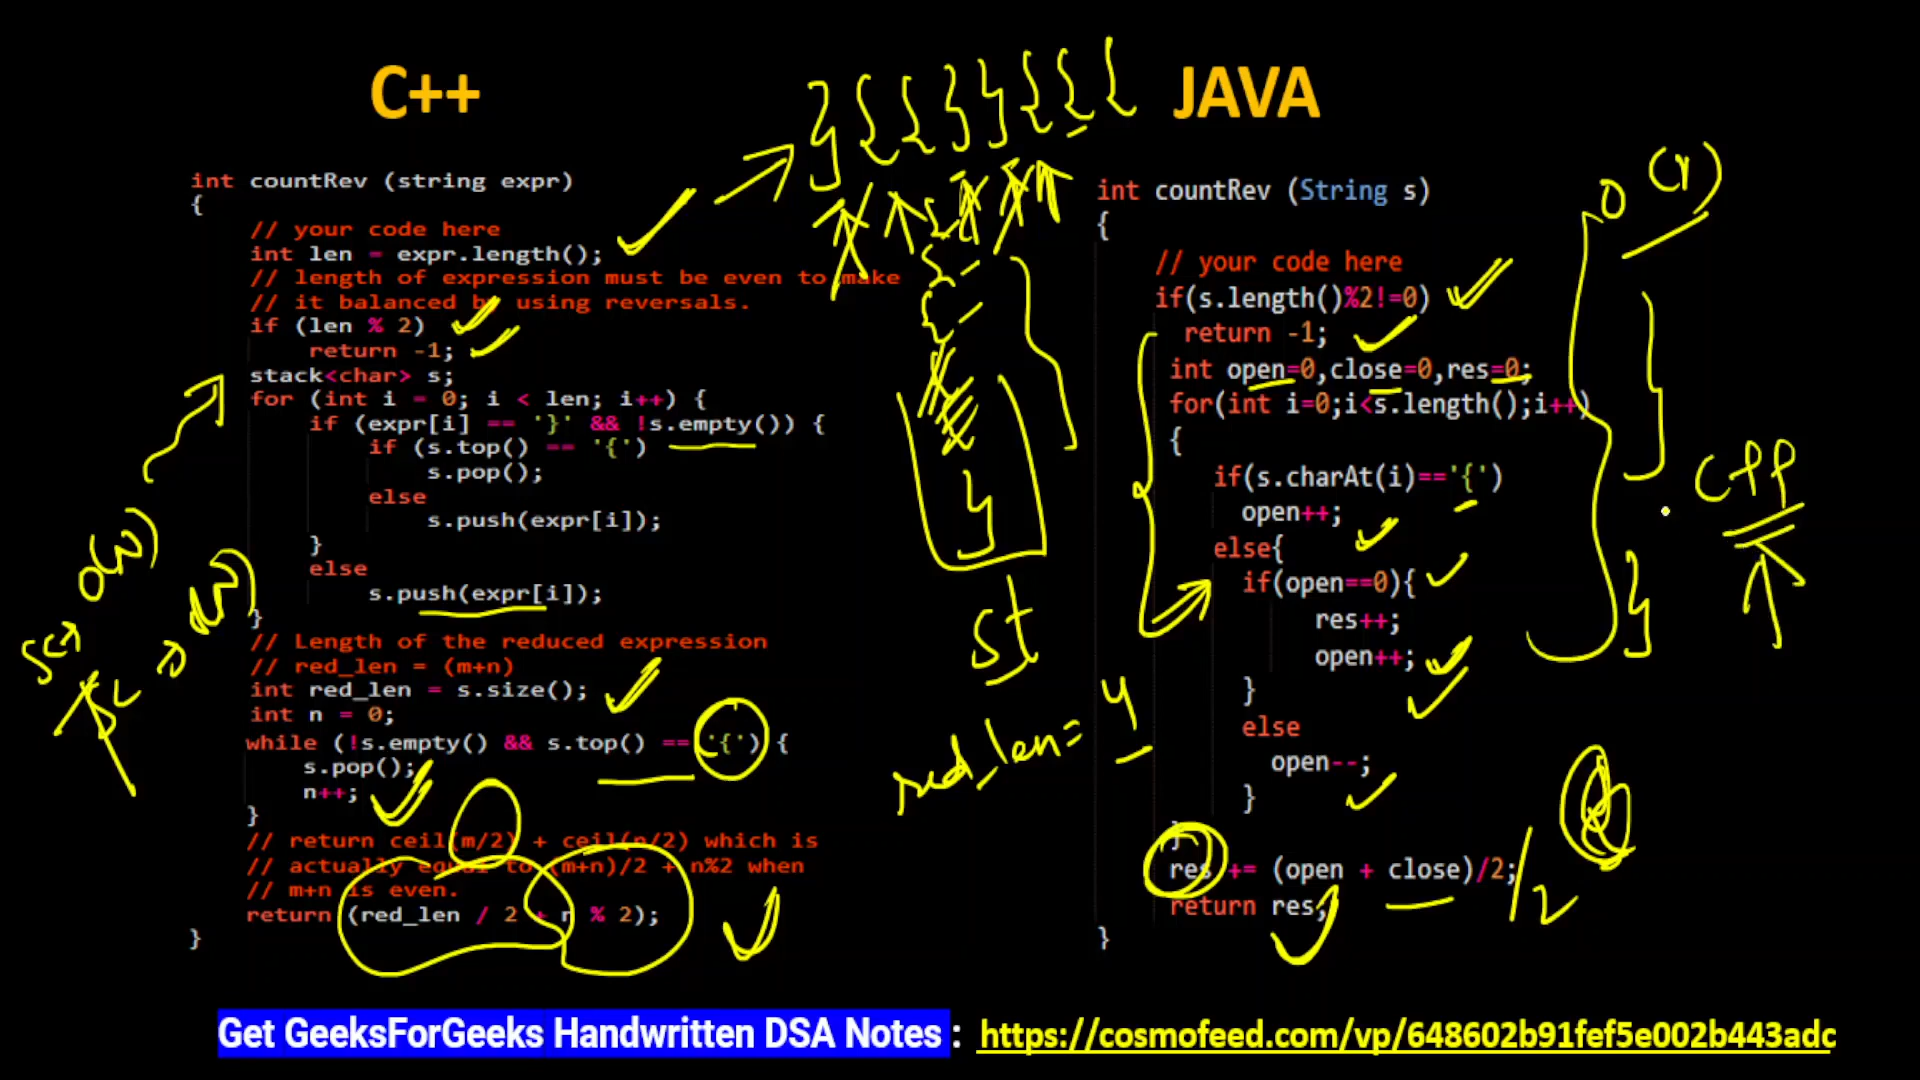 C++
int countRev (string expr)
{
// your code here
int len = expr.length();
// length of expression must be even to make
// it balanced by using reversals.
if (len % 2)
return -1;
stack<char> s;
for (int i = 0; i < len; i++) {
if (expr[i] == '}' && !s.empty()) {
if (s.top() == '{')
s.pop();
else
s.push(expr[i]);
}
else
s.push(expr[i]);
}
// Length of the reduced expression
// red_len = (m+n)
int red_len = s.size();
int n = 0;
while (!s.empty() && s.top() == '{') {
s.pop();
n++;
}
// return ceil(m/2) + ceil(n/2) which is
// actually equal to (m+n)/2 + n%2 when
// m+n is even.
return (red_len / 2 + n % 2);
}
}{{}}{{{
}
st
red_len = 4
O(N)
JAVA
int countRev (String s)
{
// your code here
if(s.length()%2!=0)
return -1;
int open=0,close=0,res=0;
for(int i=0;i<s.length();i++)
{
if(s.charAt(i)=='{')
open++;
else{
if(open==0){
res++;
open++;
}
else
open--;
}
}
res += (open + close)/2;
return res;
}
O(1)
CPP
/2
Get GeeksForGeeks Handwritten DSA Notes : https://cosmofeed.com/vp/648602b91fef5e002b443adc